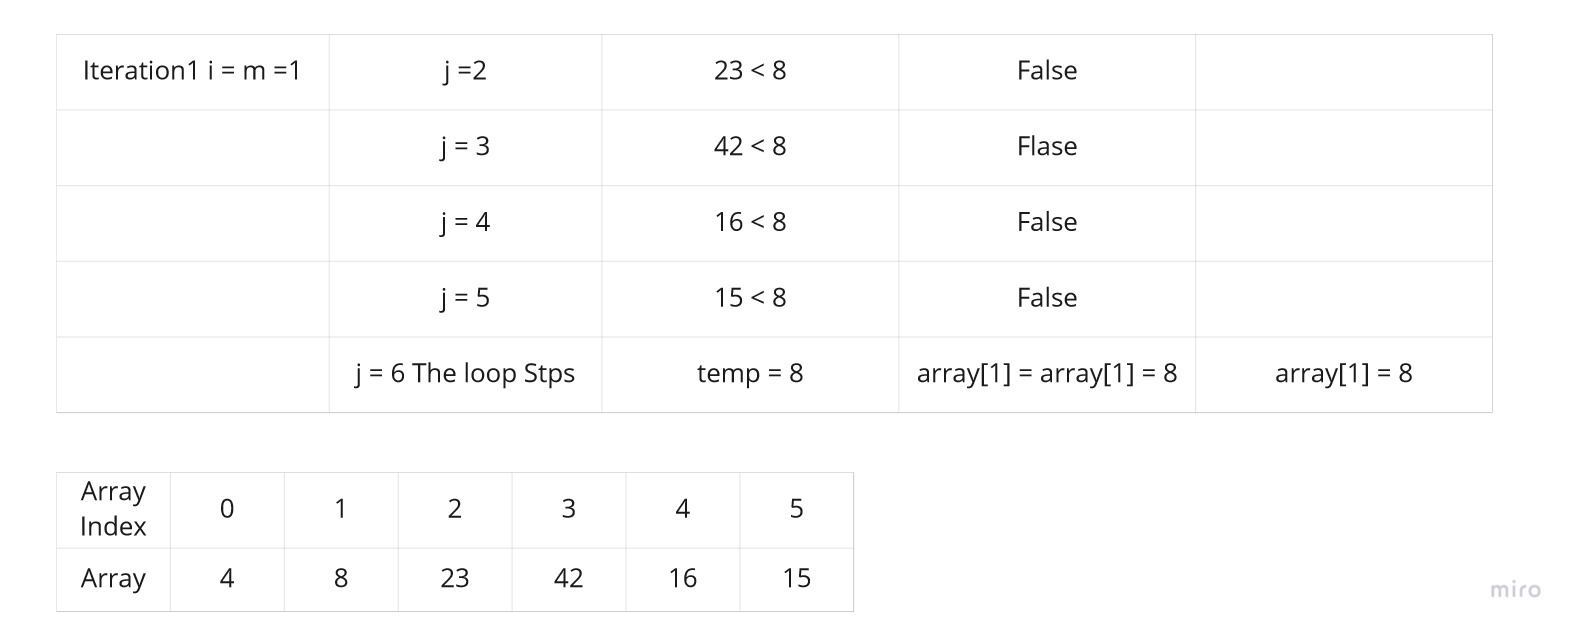 Iteration1 i = m =1 j =2 23 < 8 False
j = 3 42 < 8 Flase
j = 4 16 < 8 False
j = 5 15 < 8 False
j = 6 The loop Stps temp = 8 array[1] = array[1] = 8 array[1] = 8
Array
Index 0 1 2 3 4 5
Array 4 8 23 42 16 15
miro